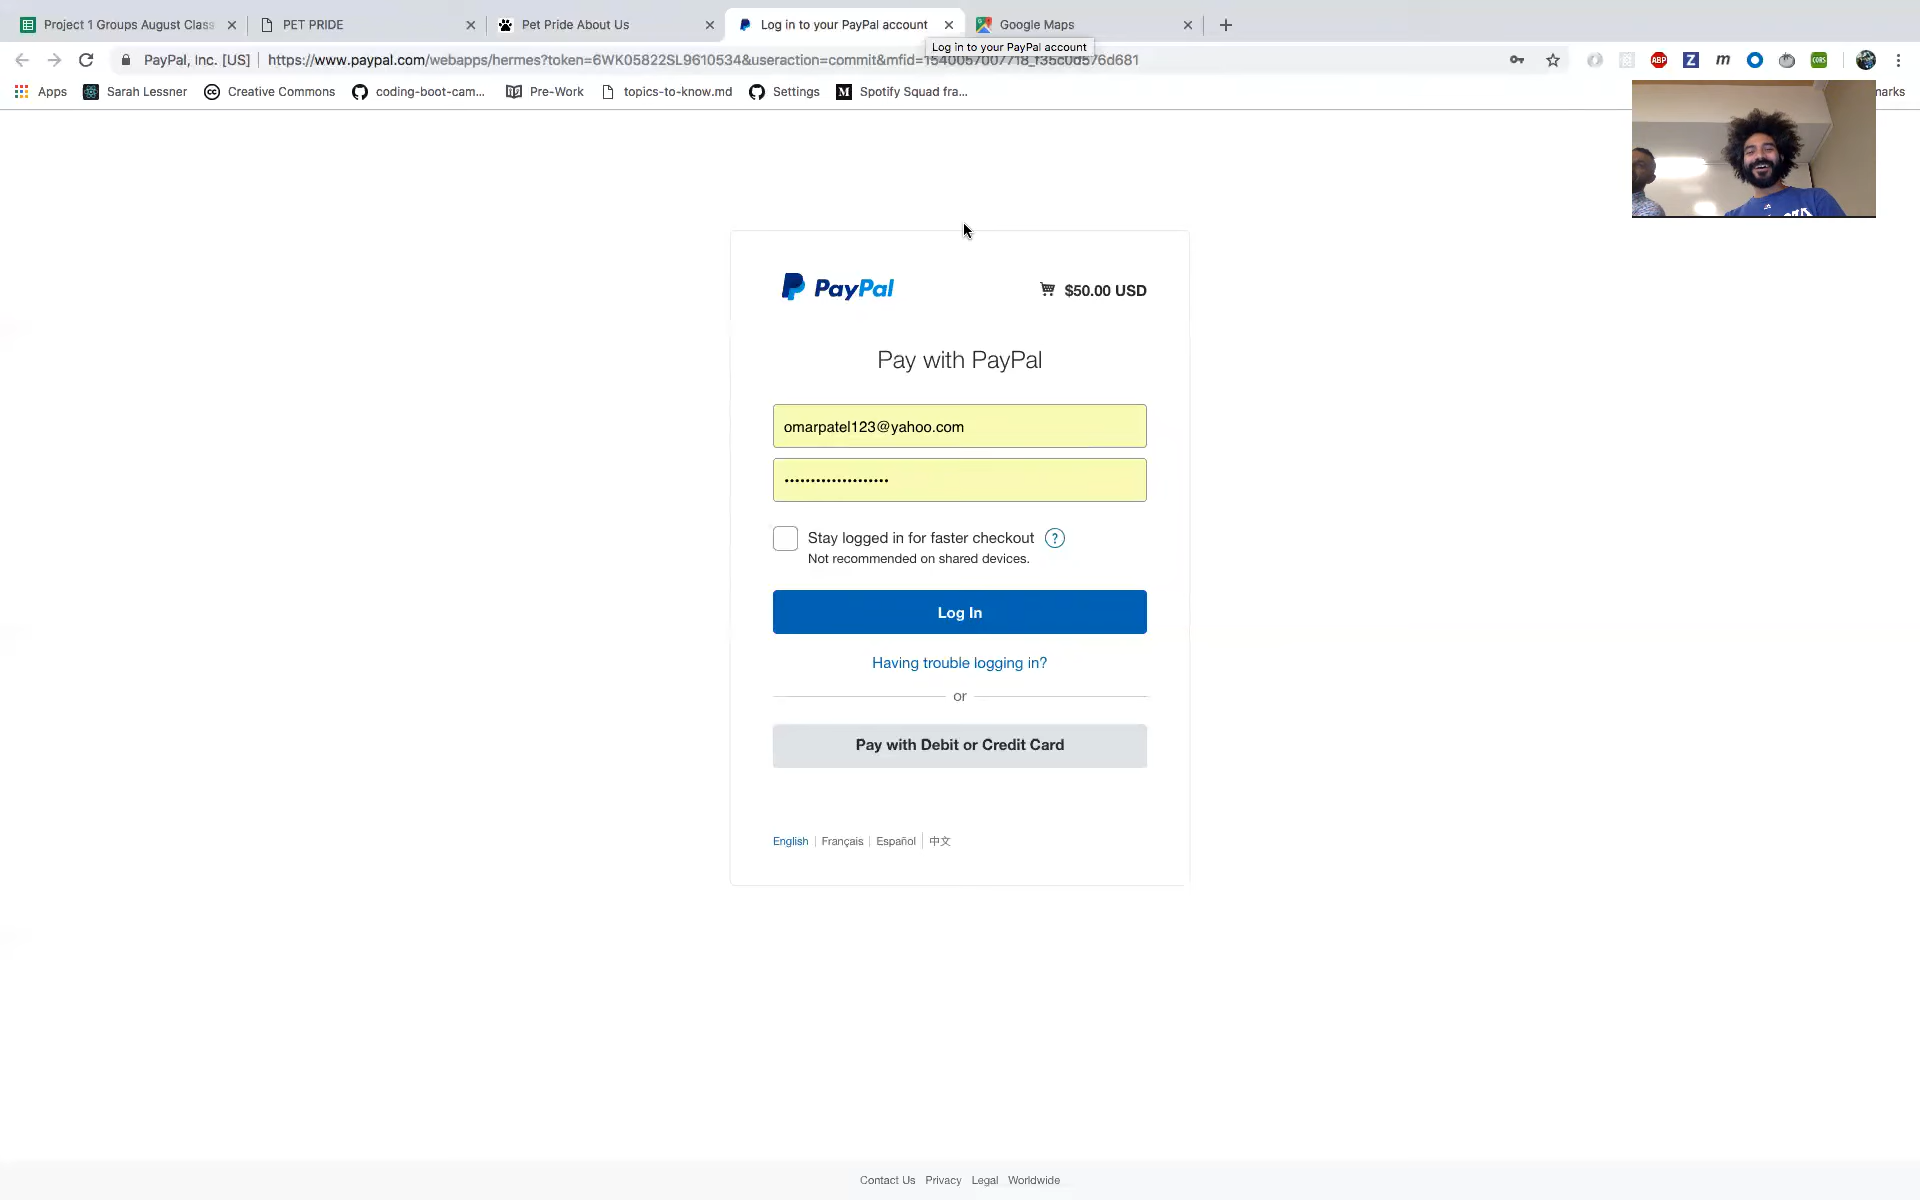 Project 1 Groups August Class
PET PRIDE
Pet Pride About Us
Log in to your PayPal account
Google Maps
Log in to your PayPal account
PayPal, Inc. [US]
https://www.paypal.com/webapps/hermes?token=6WK05822SL9610534&useraction=commit&mfid=1540057007718_f35c0d576d681
ABP
Z
m
CORS
Apps
Sarah Lessner
Creative Commons
coding-boot-cam...
Pre-Work
topics-to-know.md
Settings
Spotify Squad fra...
marks
PayPal
$50.00 USD
Pay with PayPal
omarpatel123@yahoo.com
••••••••••••••••••••
Stay logged in for faster checkout ?
Not recommended on shared devices.
Log In
Having trouble logging in?
or
Pay with Debit or Credit Card
English | Français | Español | 中文
Contact Us Privacy Legal Worldwide